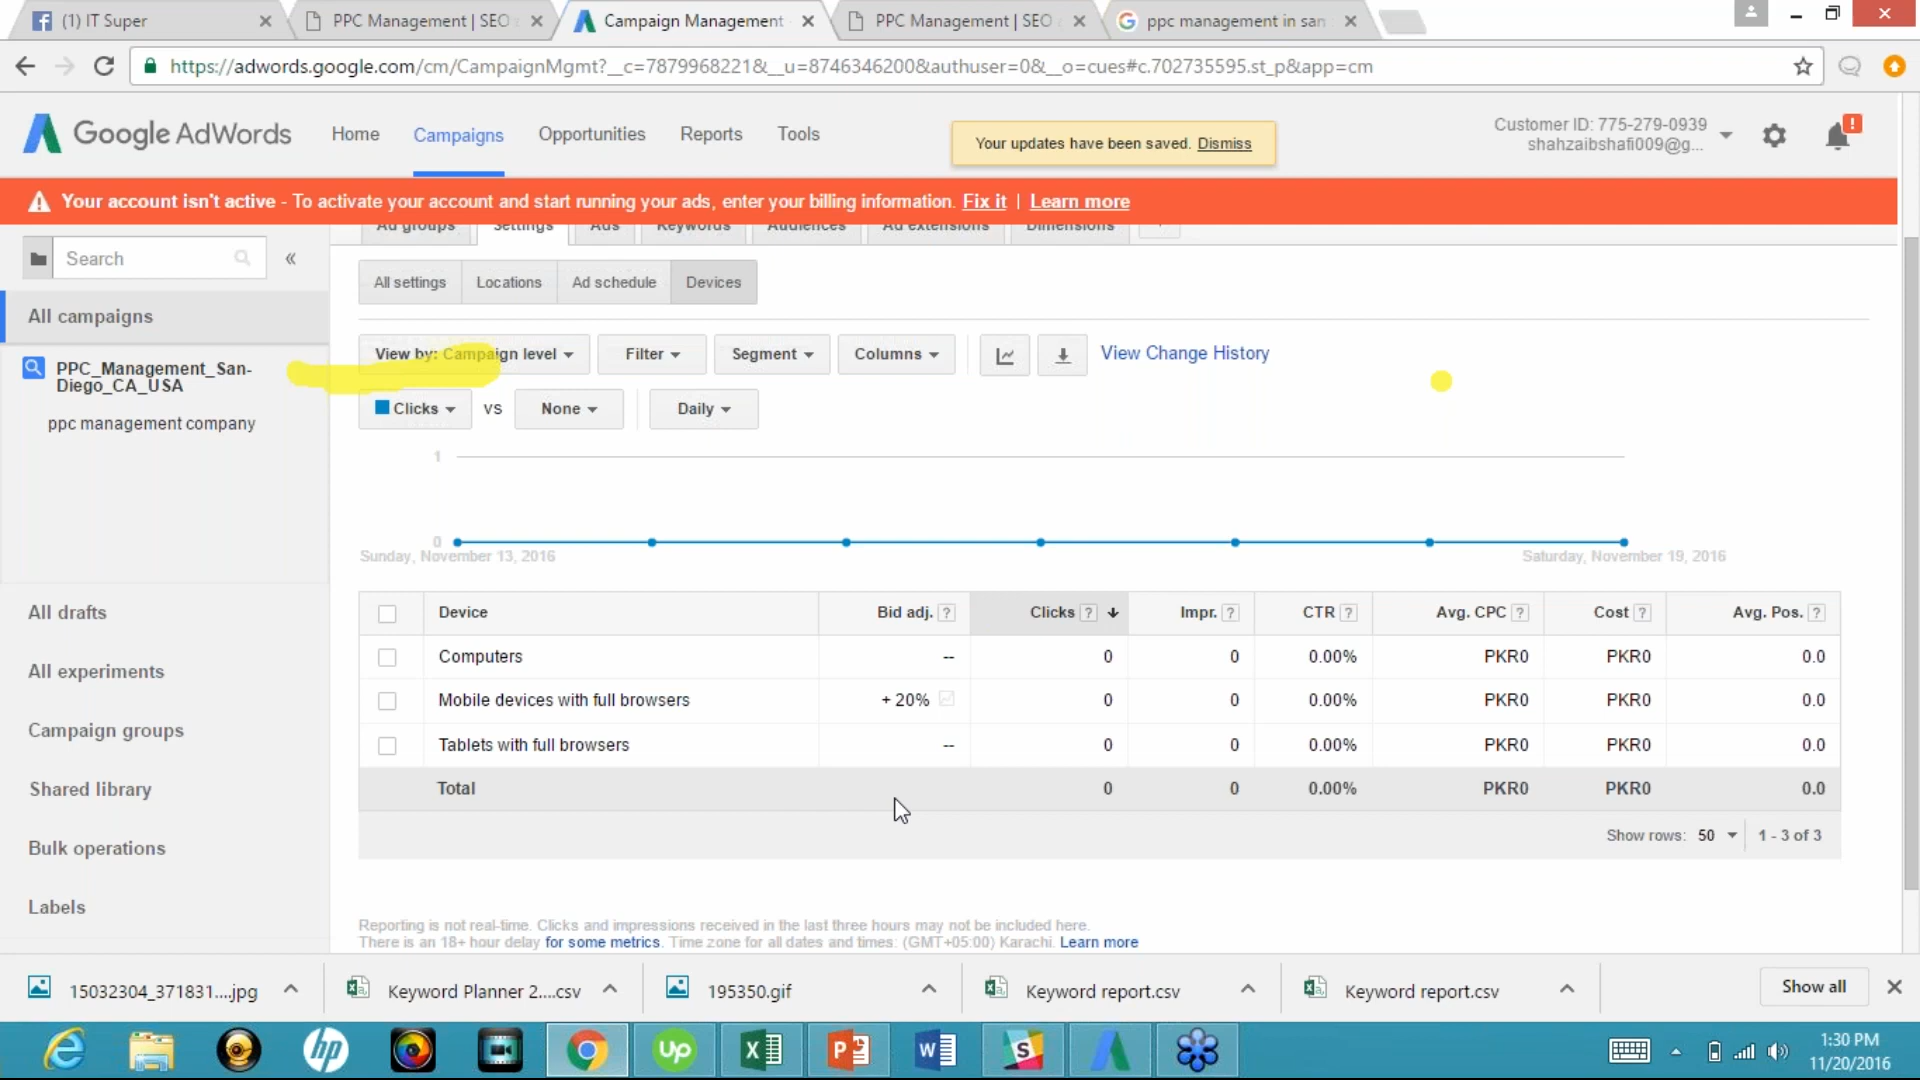 (1) IT Super
PPC Management | SEO
Campaign Management
PPC Management | SEO
ppc management in san
https://adwords.google.com/cm/CampaignMgmt?__c=7879968221&__u=8746346200&authuser=0&__o=cues#c.702735595.st_p&app=cm
Google AdWords
Home
Campaigns
Opportunities
Reports
Tools
Your updates have been saved. Dismiss
Customer ID: 775-279-0939
shahzaibshafi009@g...
Your account isn't active - To activate your account and start running your ads, enter your billing information. Fix it | Learn more
Ad groups
Settings
Ads
Keywords
Audiences
Ad extensions
Dimensions
Search
«
All settings
Locations
Ad schedule
Devices
All campaigns
PPC_Management_San-
Diego_CA_USA
ppc management company
View by: Campaign level
Filter
Segment
Columns
View Change History
Clicks
VS
None
Daily
1
0
Sunday, November 13, 2016
Saturday, November 19, 2016
Device Bid adj. ? Clicks ? Impr. ? CTR ? Avg. CPC ? Cost ? Avg. Pos. ?
Computers -- 0 0 0.00% PKR0 PKR0 0.0
Mobile devices with full browsers + 20% 0 0 0.00% PKR0 PKR0 0.0
Tablets with full browsers -- 0 0 0.00% PKR0 PKR0 0.0
Total 0 0 0.00% PKR0 PKR0 0.0
Show rows: 50 1 - 3 of 3
All drafts
All experiments
Campaign groups
Shared library
Bulk operations
Labels
Reporting is not real-time. Clicks and impressions received in the last three hours may not be included here.
There is an 18+ hour delay for some metrics. Time zone for all dates and times: (GMT+05:00) Karachi. Learn more
15032304_371831....jpg
Keyword Planner 2....csv
195350.gif
Keyword report.csv
Keyword report.csv
Show all
hp
Up
1:30 PM
11/20/2016